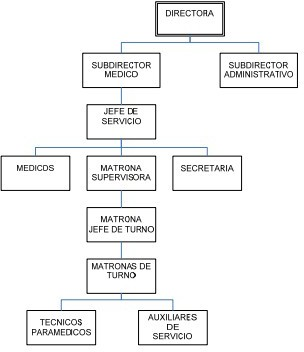 DIRECTORA
SUBDIRECTOR
MEDICO
SUBDIRECTOR
ADMINISTRATIVO
JEFE DE
SERVICIO
MEDICOS
MATRONA
SUPERVISORA
SECRETARIA
MATRONA
JEFE DE TURNO
MATRONAS DE
TURNO
TECNICOS
PARAMEDICOS
AUXILIARES
DE
SERVICIO